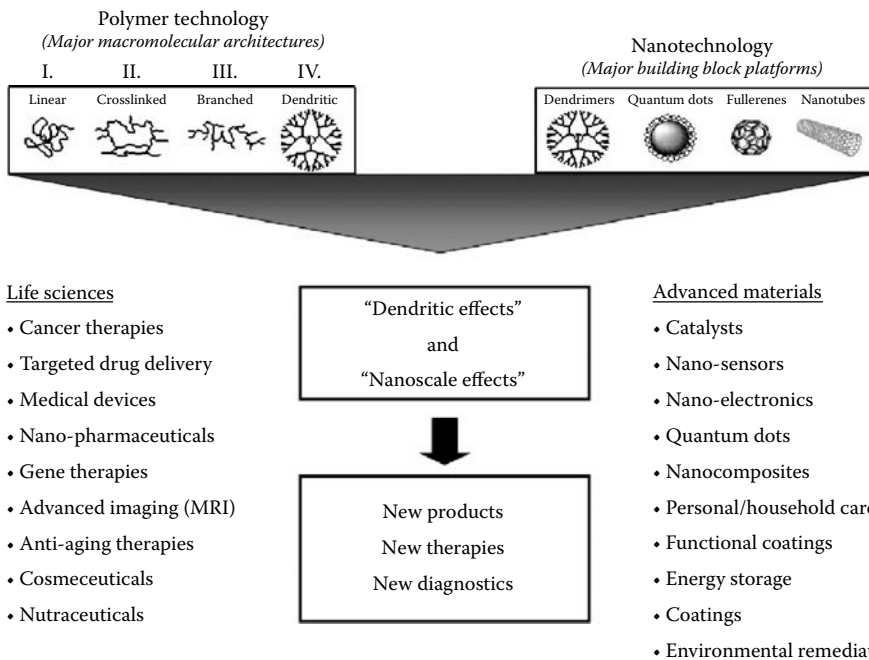 Polymer technology
(Major macromolecular architectures)
I. II. III. IV.
Linear Crosslinked Branched Dendritic
Nanotechnology
(Major building block platforms)
Dendrimers Quantum dots Fullerenes Nanotubes
Life sciences
• Cancer therapies
• Targeted drug delivery
• Medical devices
• Nano-pharmaceuticals
• Gene therapies
• Advanced imaging (MRI)
• Anti-aging therapies
• Cosmeceuticals
• Nutraceuticals
“Dendritic effects”
and
“Nanoscale effects”
New products
New therapies
New diagnostics
Advanced materials
• Catalysts
• Nano-sensors
• Nano-electronics
• Quantum dots
• Nanocomposites
• Personal/household care
• Functional coatings
• Energy storage
• Coatings
• Environmental